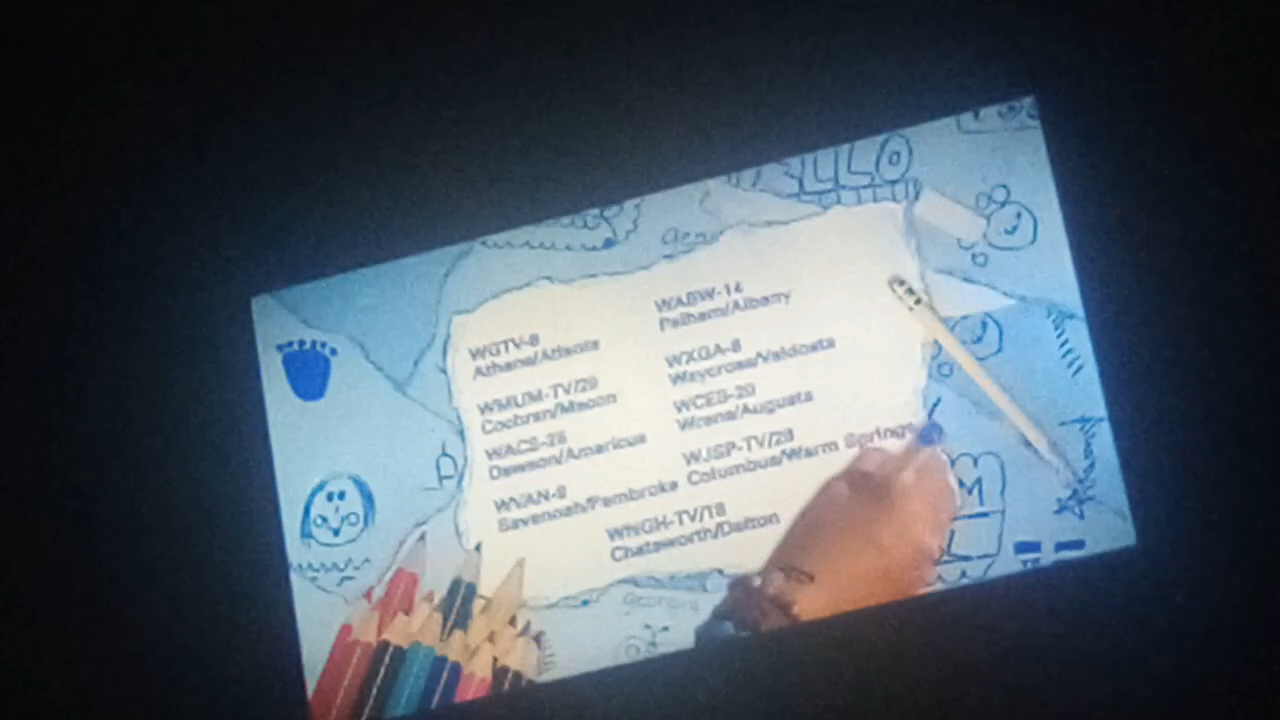 ELLO
WGTV-8
Athens/Atlanta
WMUM-TV/29
Cochran/Macon
WACS-25
Dawson/Americus
WVAN-9
Savannah/Pembroke
WABW-14
Pelham/Albany
WXGA-8
Waycross/Valdosta
WCES-20
Wrens/Augusta
WJSP-TV/28
Columbus/Warm Springs
WNGH-TV/18
Chatsworth/Dalton
Georgia